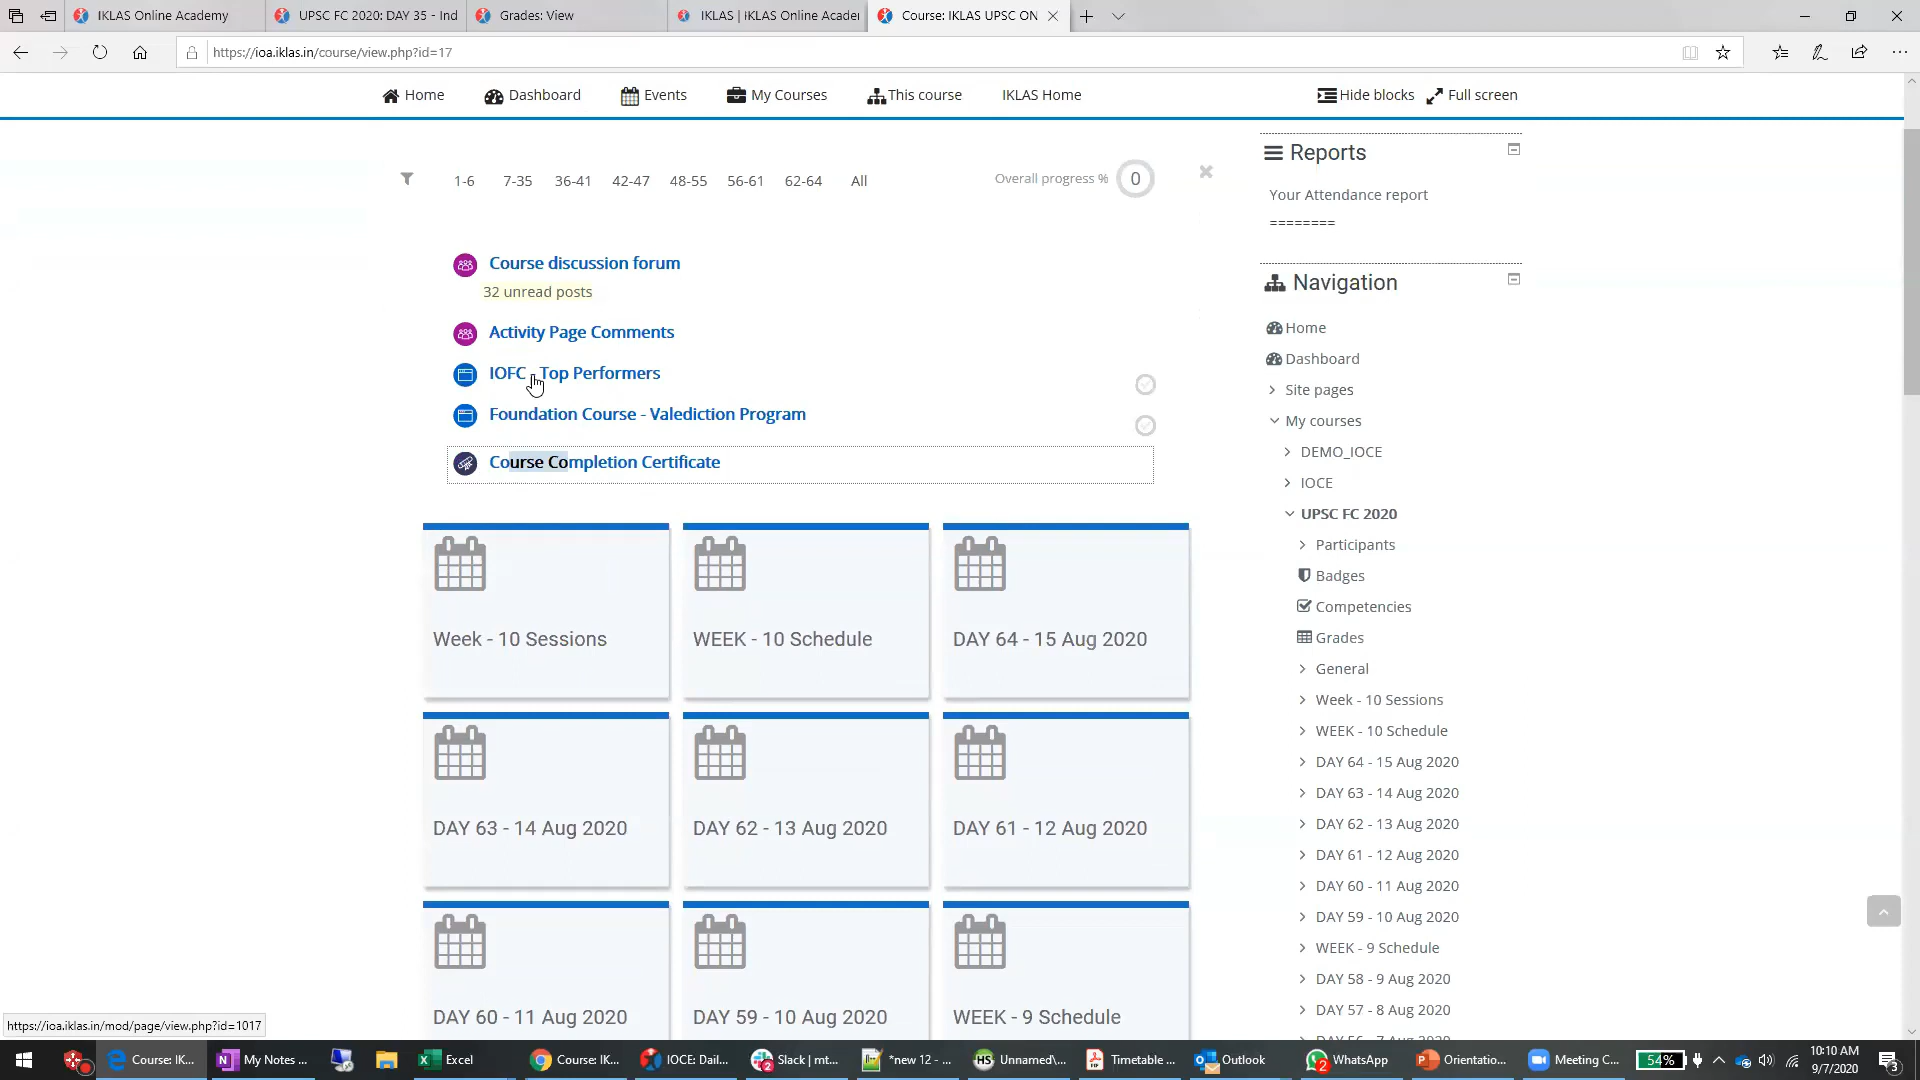 IKLAS Online Academy
UPSC FC 2020: DAY 35 - Ind
Grades: View
IKLAS | iKLAS Online Acader
Course: IKLAS UPSC ON
https://ioa.iklas.in/course/view.php?id=17
Home
Dashboard
Events
My Courses
This course
IKLAS Home
Hide blocks
Full screen
1-6
7-35
36-41
42-47
48-55
56-61
62-64
All
Overall progress %
0
Course discussion forum
32 unread posts
Activity Page Comments
IOFC - Top Performers
Foundation Course - Valediction Program
Course Completion Certificate
Week - 10 Sessions
WEEK - 10 Schedule
DAY 64 - 15 Aug 2020
DAY 63 - 14 Aug 2020
DAY 62 - 13 Aug 2020
DAY 61 - 12 Aug 2020
DAY 60 - 11 Aug 2020
DAY 59 - 10 Aug 2020
WEEK - 9 Schedule
Reports
Your Attendance report
========
Navigation
Home
Dashboard
Site pages
My courses
DEMO_IOCE
IOCE
UPSC FC 2020
Participants
Badges
Competencies
Grades
General
Week - 10 Sessions
WEEK - 10 Schedule
DAY 64 - 15 Aug 2020
DAY 63 - 14 Aug 2020
DAY 62 - 13 Aug 2020
DAY 61 - 12 Aug 2020
DAY 60 - 11 Aug 2020
DAY 59 - 10 Aug 2020
WEEK - 9 Schedule
DAY 58 - 9 Aug 2020
DAY 57 - 8 Aug 2020
https://ioa.iklas.in/mod/page/view.php?id=1017
Course: IK...
My Notes ...
Excel
Course: IK...
IOCE: Dail...
Slack | mt...
*new 12 - ...
Unnamed\...
Timetable ...
Outlook
WhatsApp
2
Orientatio...
Meeting C...
54%
10:10 AM
9/7/2020
3